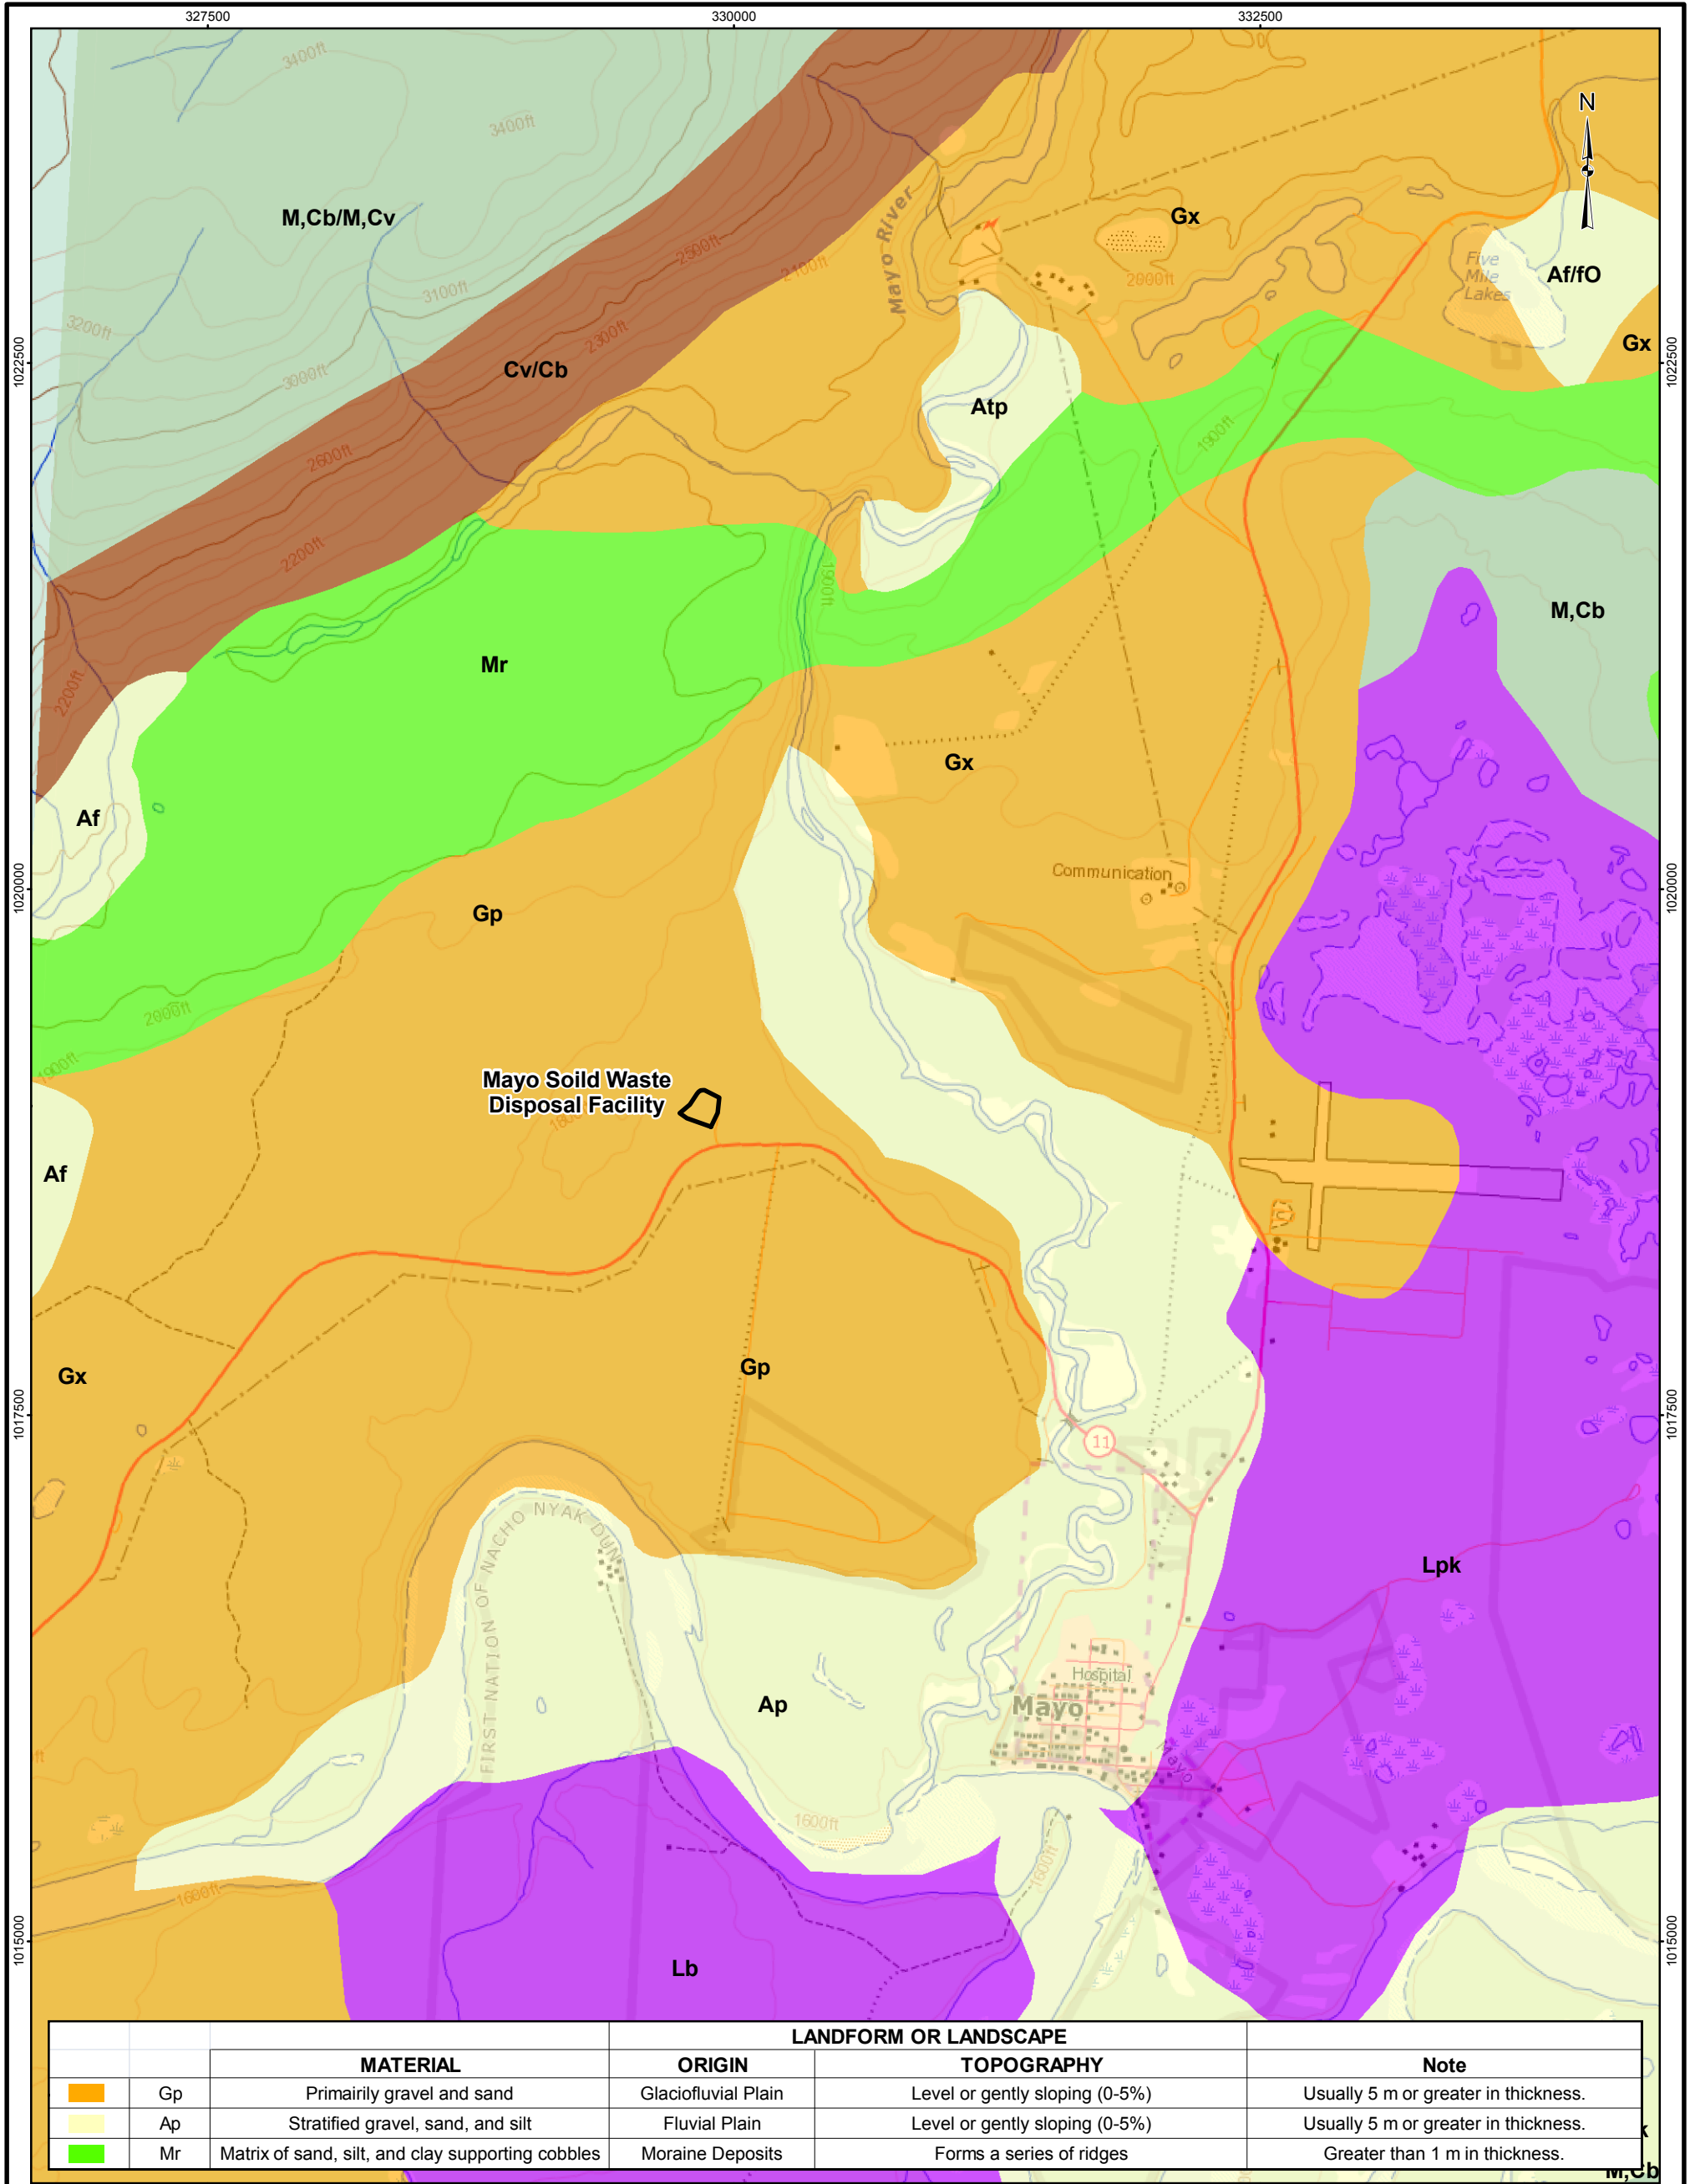 327500
330000
332500
3400ft
3400ft
N
M,Cb/M,Cv
Mayo River
Gx
2500ft
2400ft
Five
Mile
Lakes
Af/fO
2000ft
3100ft
3200ft
2300ft
Gx
1022500
1022500
Cv/Cb
3000ft
Atp
1900ft
2600ft
2200ft
1900ft
M,Cb
Mr
2200ft
Gx
Af
Communication
1020000
1020000
Gp
2000ft
1900ft
Mayo Soild Waste
Disposal Facility
Af
Gp
Gx
1017500
1017500
11
FIRST NATION OF NACHO NYAK DUN
Lpk
Hospital
Mayo
Ap
Mayo
1600ft
1600ft
1600ft
ft
1015000
1015000
Lb
LANDFORM OR LANDSCAPE
MATERIAL ORIGIN TOPOGRAPHY Note
Gp Primairily gravel and sand Glaciofluvial Plain Level or gently sloping (0-5%) Usually 5 m or greater in thickness.
Ap Stratified gravel, sand, and silt Fluvial Plain Level or gently sloping (0-5%) Usually 5 m or greater in thickness.
Mr Matrix of sand, silt, and clay supporting cobbles Moraine Deposits Forms a series of ridges Greater than 1 m in thickness.
M,Cb